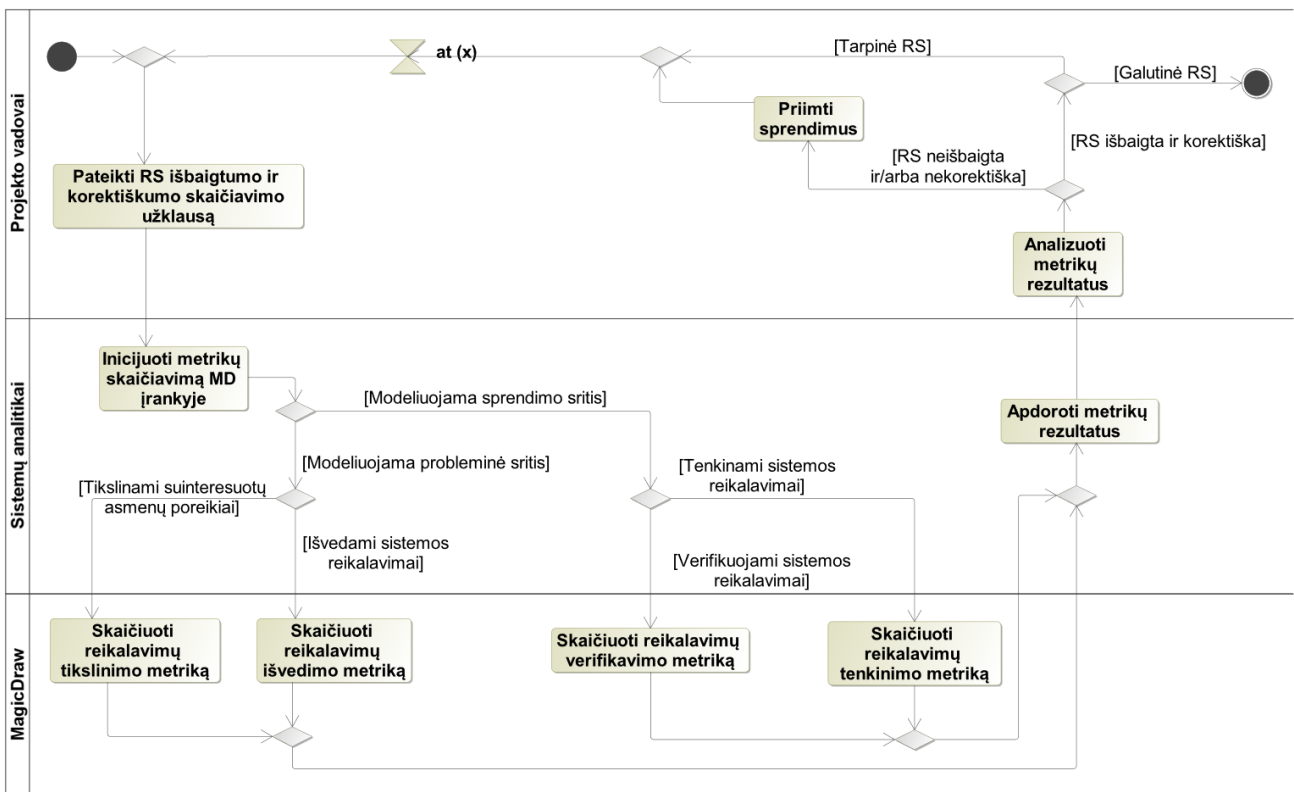 Projekto vadovai
at (x)
[Tarpinė RS]
[Galutinė RS]
Priimti
sprendimus
[RS išbaigta ir korektiška]
[RS neišbaigta
ir/arba nekorektiška]
Pateikti RS išbaigtumo ir
korektiškumo skaičiavimo
užklausą
Analizuoti
metrikų
rezultatus
Sistemų analitikai
Inicijuoti metrikų
skaičiavimą MD
įrankyje
[Modeliuojama sprendimo sritis]
Apdoroti metrikų
rezultatus
[Modeliuojama probleminė sritis]
[Tenkinami sistemos
reikalavimai]
[Tikslinami suinteresuotų
asmenų poreikiai]
[Išvedami sistemos
reikalavimai]
[Verifikuojami sistemos
reikalavimai]
MagicDraw
Skaičiuoti
reikalavimų
tikslinimo metriką
Skaičiuoti
reikalavimų
išvedimo metriką
Skaičiuoti reikalavimų
verifikavimo metriką
Skaičiuoti
reikalavimų
tenkinimo metriką